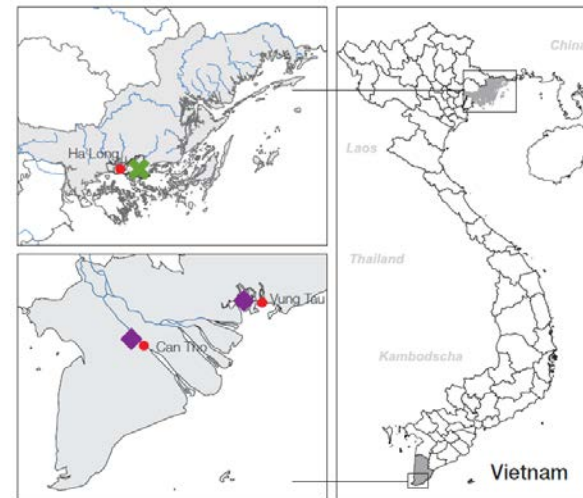 Ha Long
Vung Tau
Can Tho
China
Laos
Thailand
Kambodscha
Vietnam